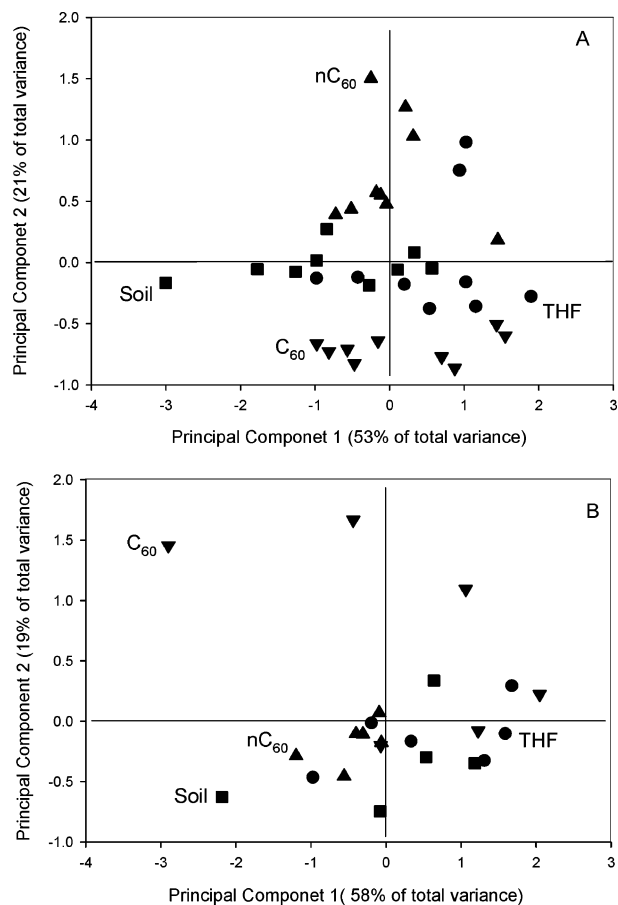 A
2.0
1.5
1.0
0.5
0.0
-0.5
-1.0
Principal Componet 2 (21% of total variance)
nC60
Soil
C60
THF
-4 -3 -2 -1 0 1 2 3
Principal Componet 1 (53% of total variance)
B
2.0
1.5
1.0
0.5
0.0
-0.5
-1.0
Principal Component 2 (19% of total variance)
C60
nC60
THF
Soil
-4 -3 -2 -1 0 1 2 3
Principal Componet 1( 58% of total variance)